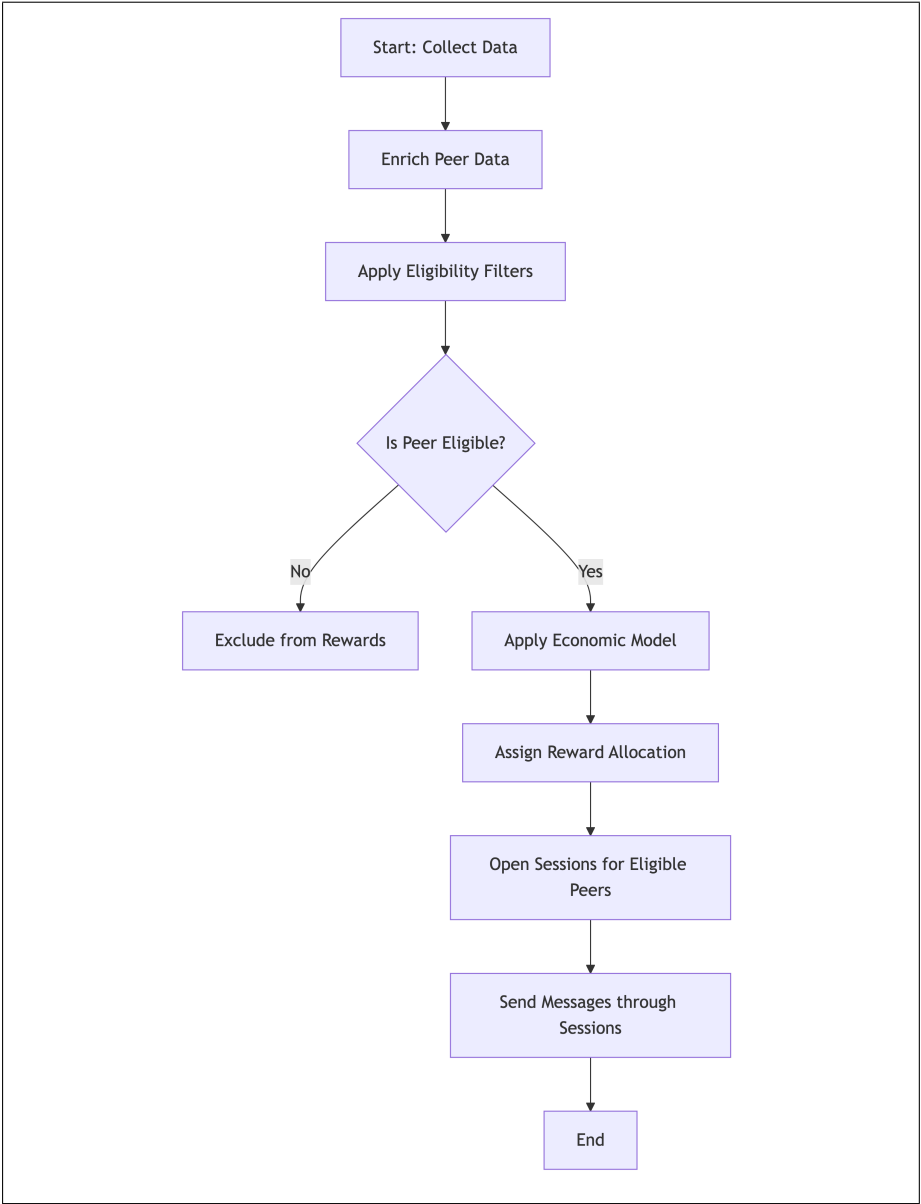 Start: Collect Data
Enrich Peer Data
Apply Eligibility Filters
Is Peer Eligible?
No
Yes
Exclude from Rewards
Apply Economic Model
Assign Reward Allocation
Open Sessions for Eligible
Peers
Send Messages through
Sessions
End